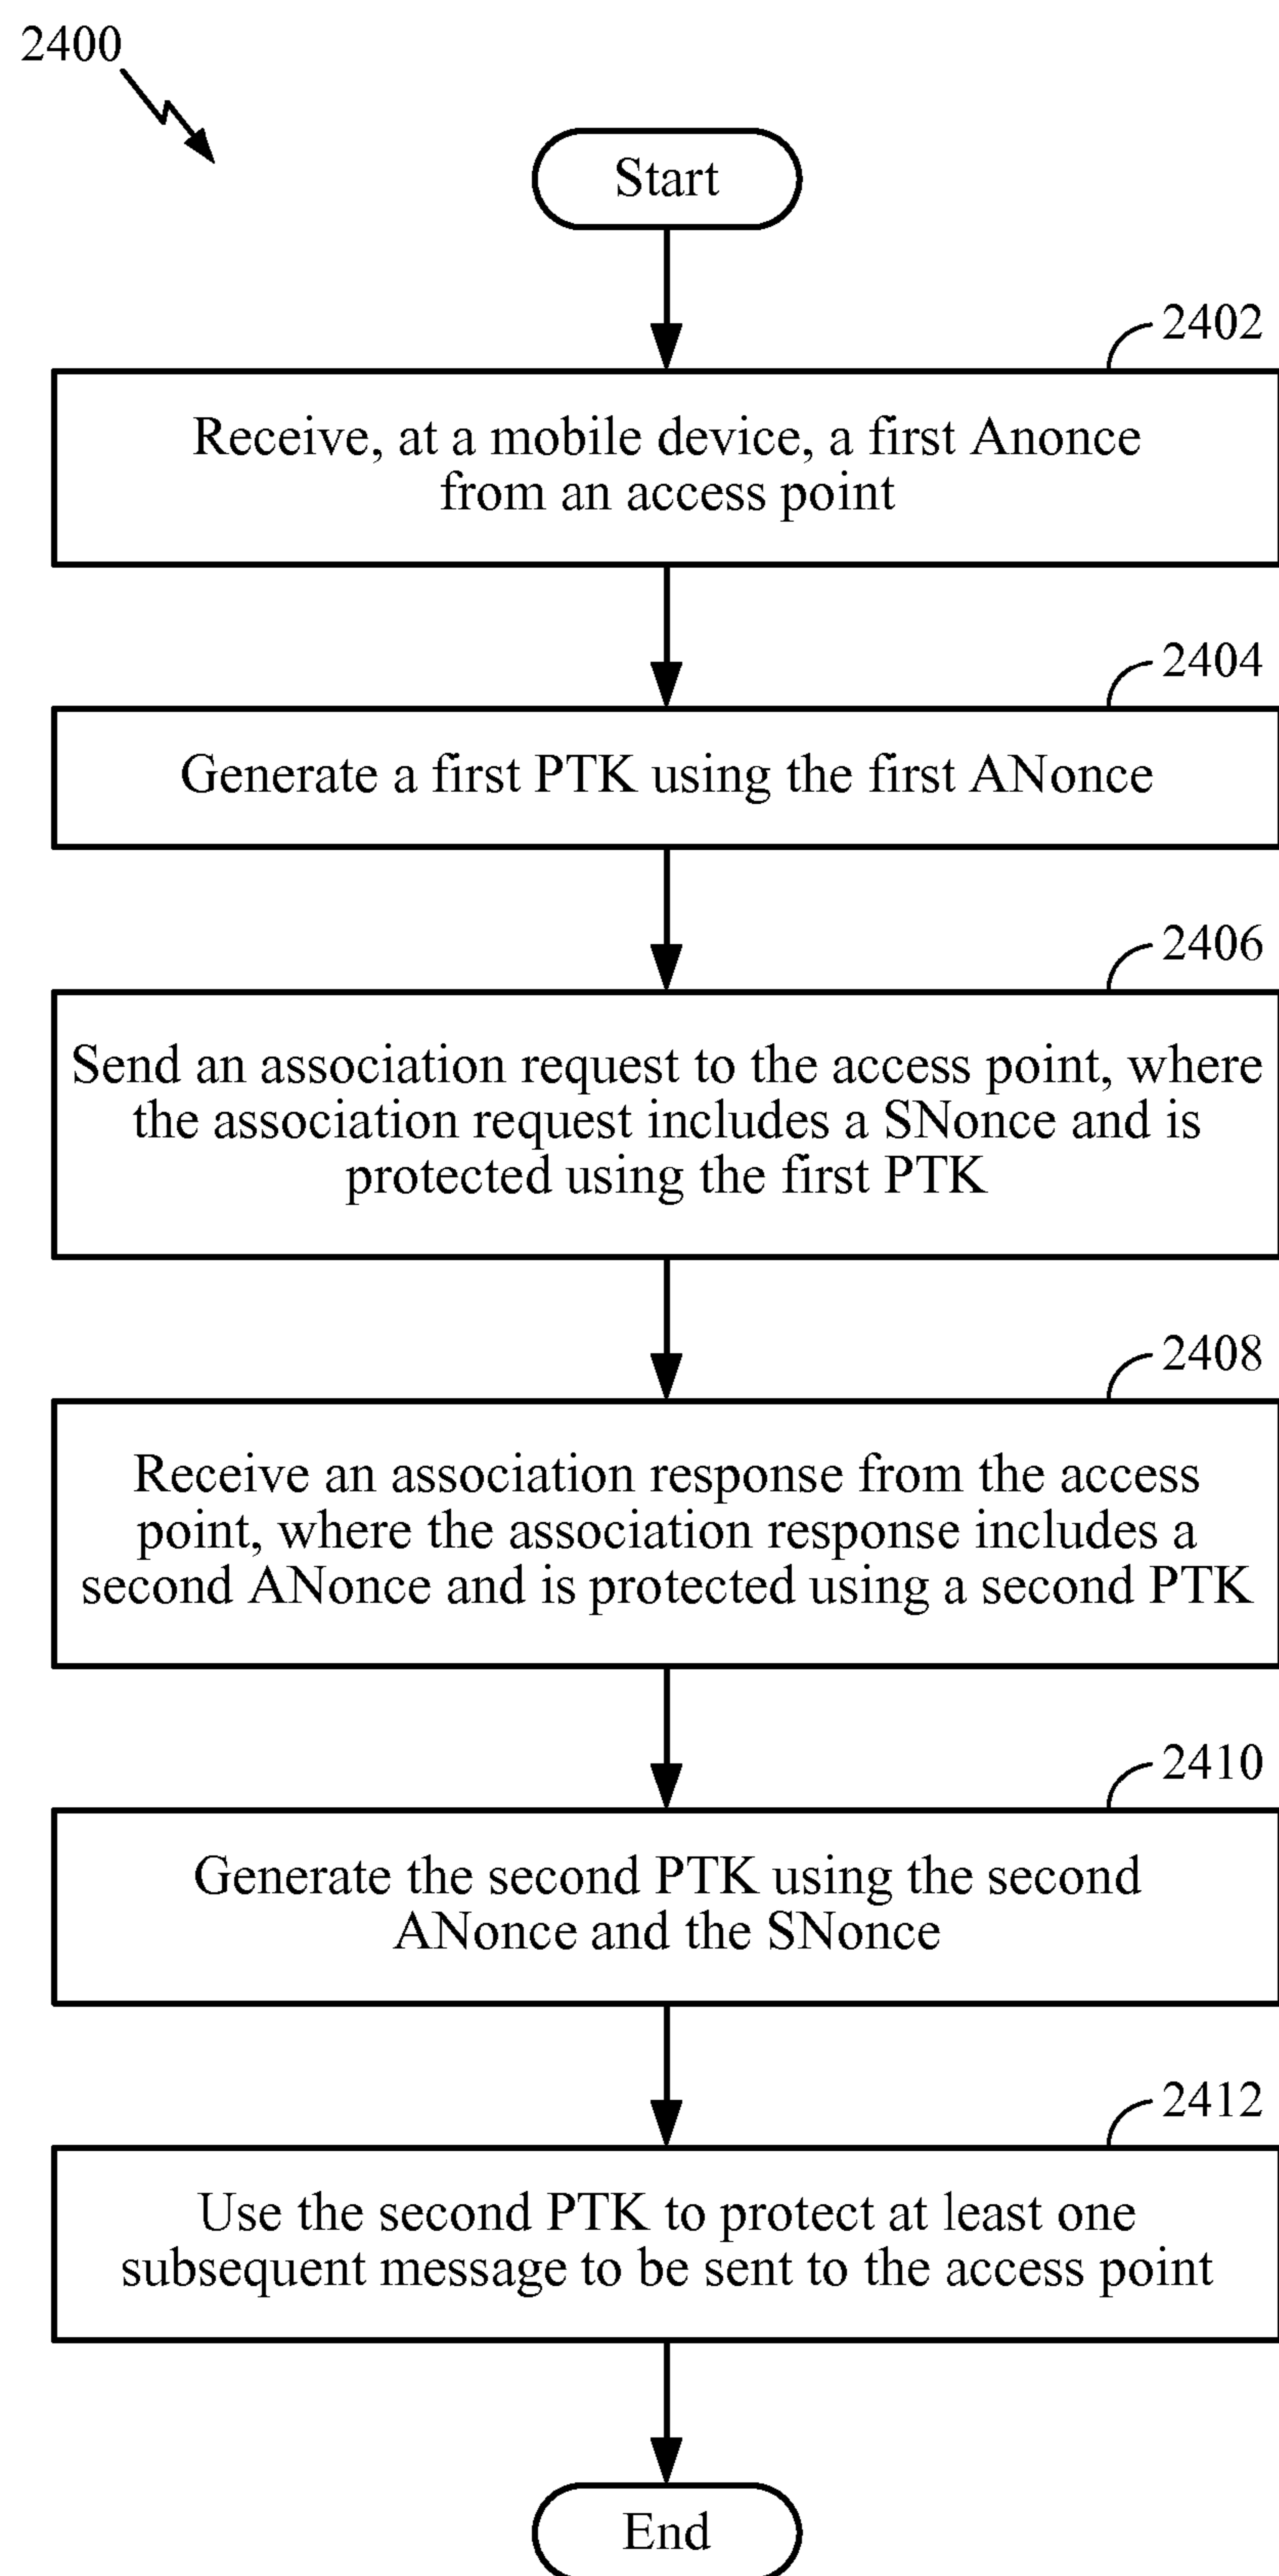 2400
Start
2402
Receive, at a mobile device, a first Anonce
from an access point
2404
Generate a first PTK using the first ANonce
2406
Send an association request to the access point, where
the association request includes a SNonce and is
protected using the first PTK
2408
Receive an association response from the access
point, where the association response includes a
second ANonce and is protected using a second PTK
2410
Generate the second PTK using the second
ANonce and the SNonce
2412
Use the second PTK to protect at least one
subsequent message to be sent to the access point
End